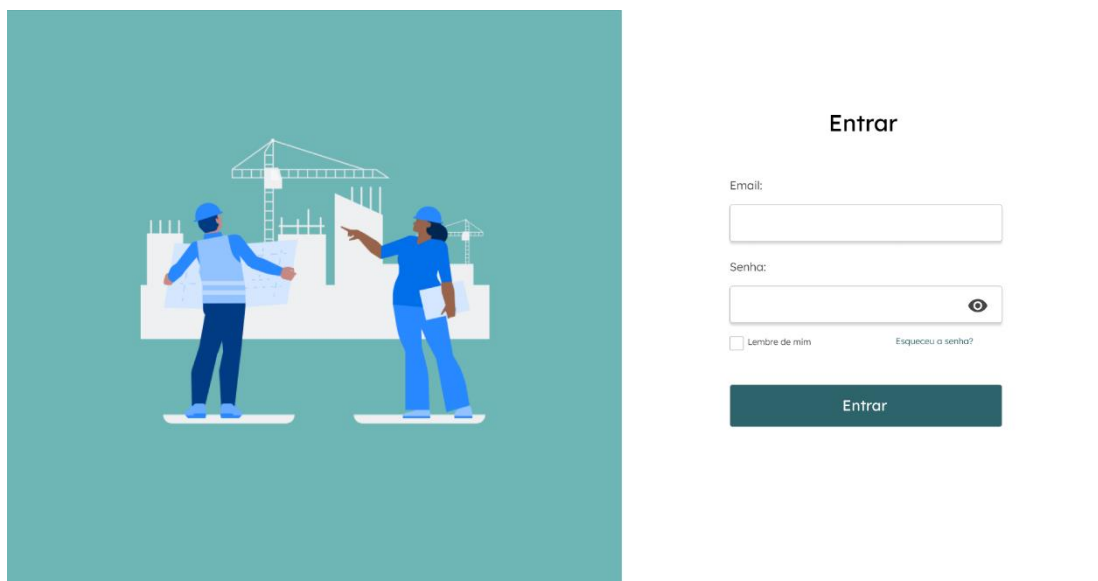 Entrar
Email:
Senha:
Lembre de mim Esqueceu a senha?
Entrar